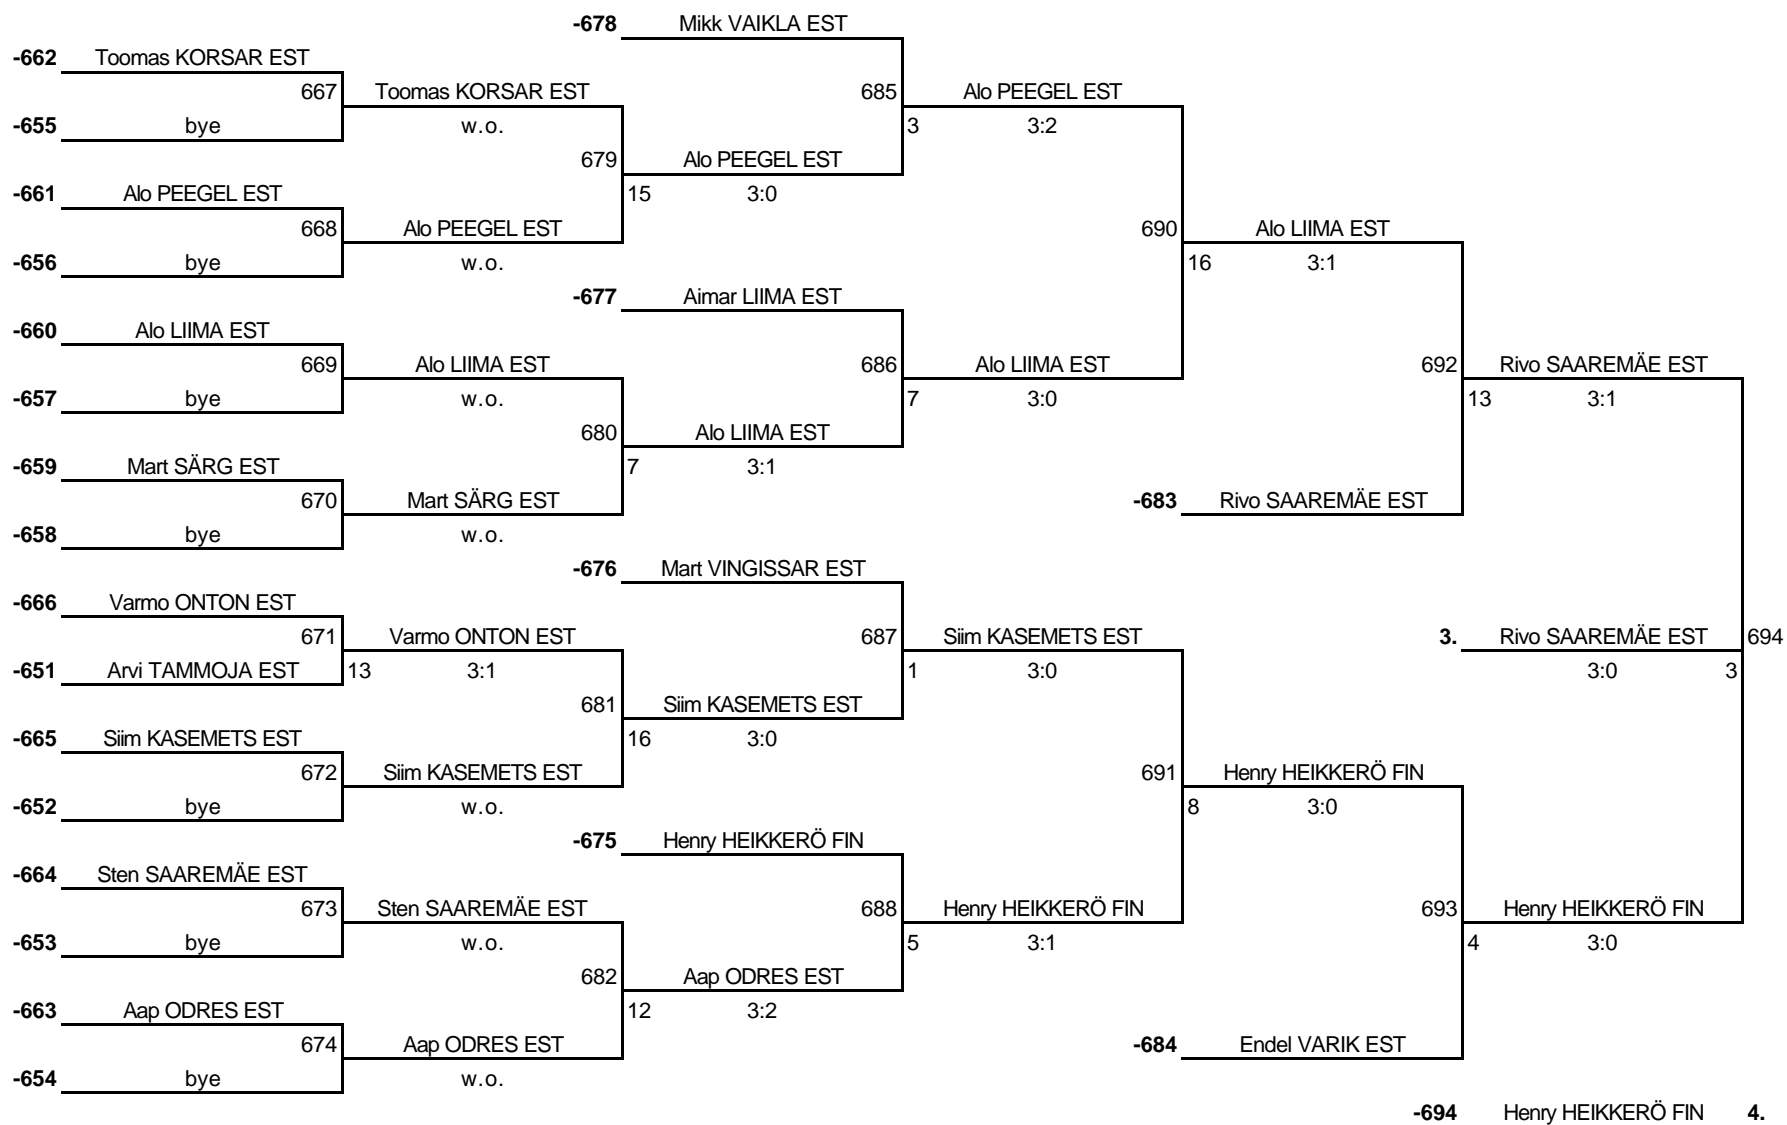 -678 Mikk VAIKLA EST
-662 Toomas KORSAR EST
667 Toomas KORSAR EST 685 Alo PEEGEL EST
-655 bye w.o. 3 3:2
679 Alo PEEGEL EST
-661 Alo PEEGEL EST 15 3:0
668 Alo PEEGEL EST 690 Alo LIIMA EST
-656 bye w.o. 16 3:1
-677 Aimar LIIMA EST
-660 Alo LIIMA EST
669 Alo LIIMA EST 686 Alo LIIMA EST 692 Rivo SAAREMÄE EST
-657 bye w.o. 7 3:0 13 3:1
680 Alo LIIMA EST
-659 Mart SÄRG EST 7 3:1
670 Mart SÄRG EST -683 Rivo SAAREMÄE EST
-658 bye w.o.
-676 Mart VINGISSAR EST
-666 Varmo ONTON EST
671 Varmo ONTON EST 687 Siim KASEMETS EST 3. Rivo SAAREMÄE EST 694
-651 Arvi TAMMOJA EST 13 3:1 1 3:0 3:0 3
681 Siim KASEMETS EST
-665 Siim KASEMETS EST 16 3:0
672 Siim KASEMETS EST 691 Henry HEIKKERÖ FIN
-652 bye w.o. 8 3:0
-675 Henry HEIKKERÖ FIN
-664 Sten SAAREMÄE EST
673 Sten SAAREMÄE EST 688 Henry HEIKKERÖ FIN 693 Henry HEIKKERÖ FIN
-653 bye w.o. 5 3:1 4 3:0
682 Aap ODRES EST
-663 Aap ODRES EST 12 3:2
674 Aap ODRES EST -684 Endel VARIK EST
-654 bye w.o.
-694 Henry HEIKKERÖ FIN 4.